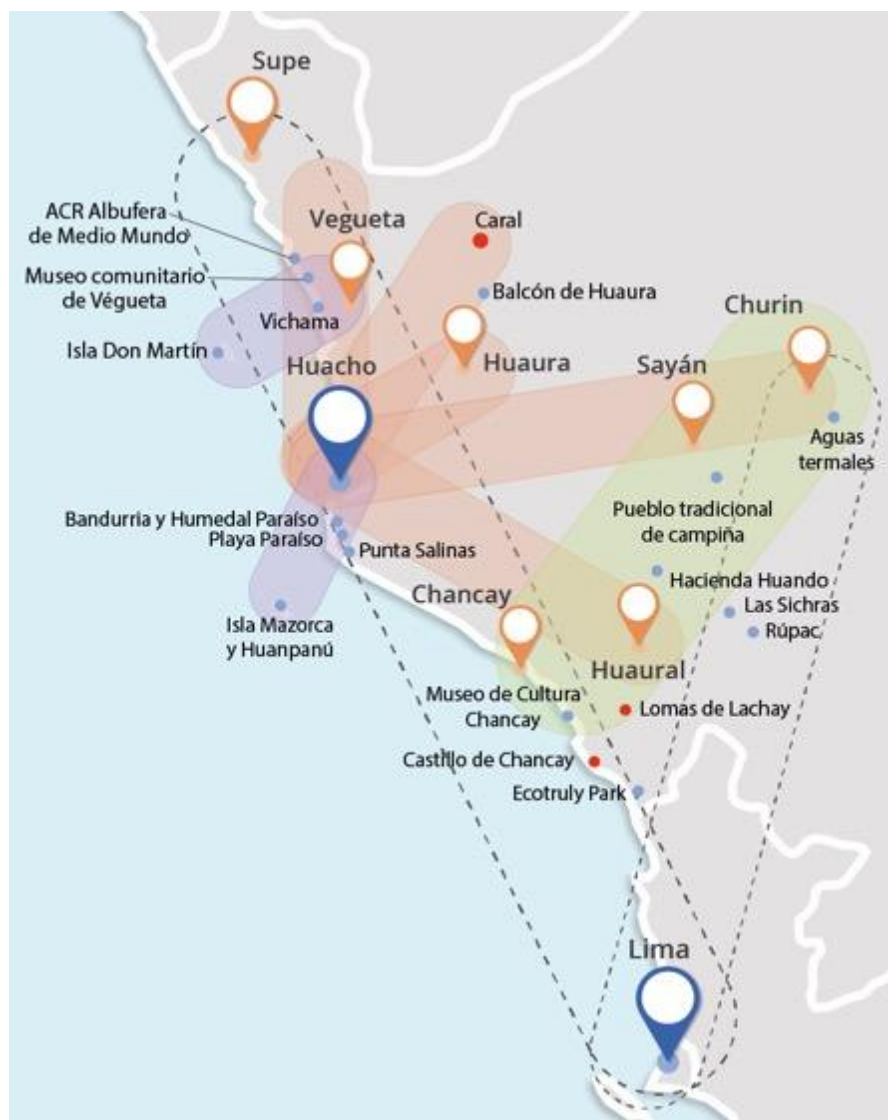 Supe
ACR Albufera
de Medio Mundo
Vegueta
Caral
Museo comunitario
de Végueta
Balcón de Huaura
Vichama
Churin
Isla Don Martín
Huacho
Huaura
Sayán
Aguas
termales
Pueblo tradicional
de campiña
Bandurria y Humedal Paraíso
Playa Paraíso
Punta Salinas
Chancay
Hacienda Huando
Las Sichras
Rúpac
Isla Mazorca
y Huanpanú
Huaural
Museo de Cultura
Chancay
Lomas de Lachay
Castillo de Chancay
Ecotruly Park
Lima